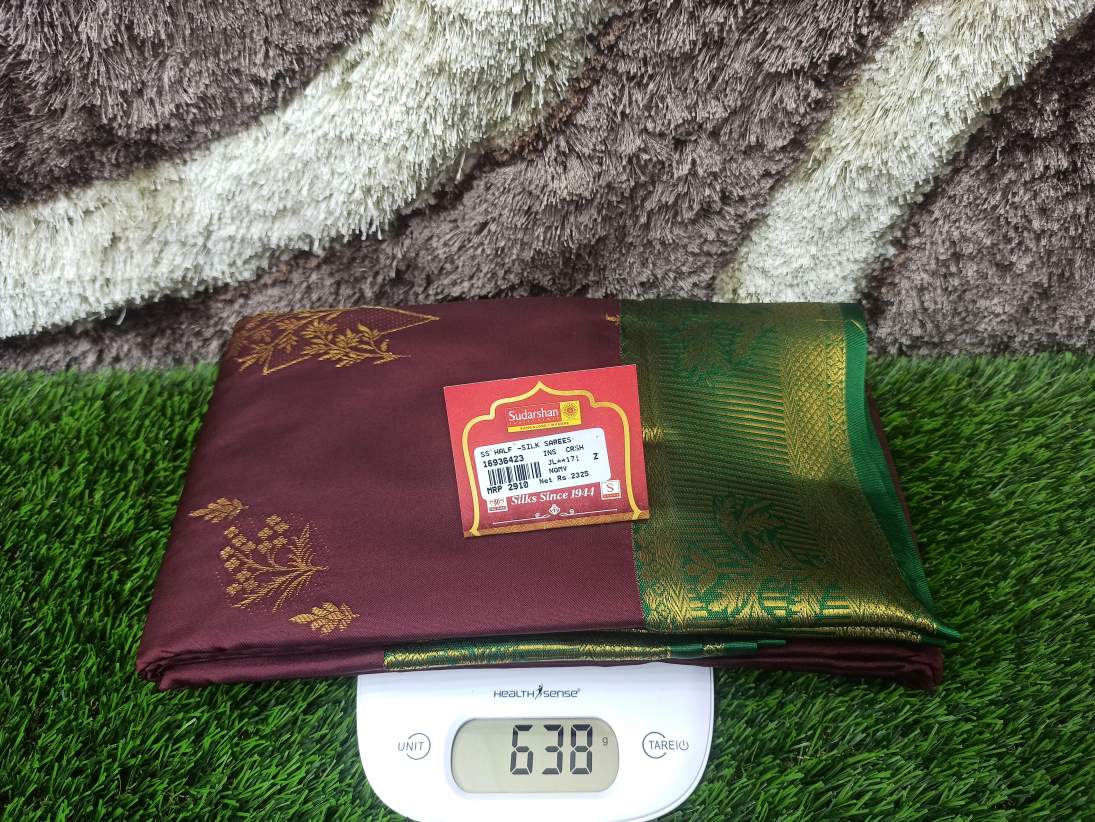 Sudarshan
SS HALF -SILK SAREES
16936423 INS CRSH
JL**171 Z
NQMV
MRP 2910 Net Rs.2325
Silks Since 1944
S
HEALTH sense
UNIT
638 g
TARE/